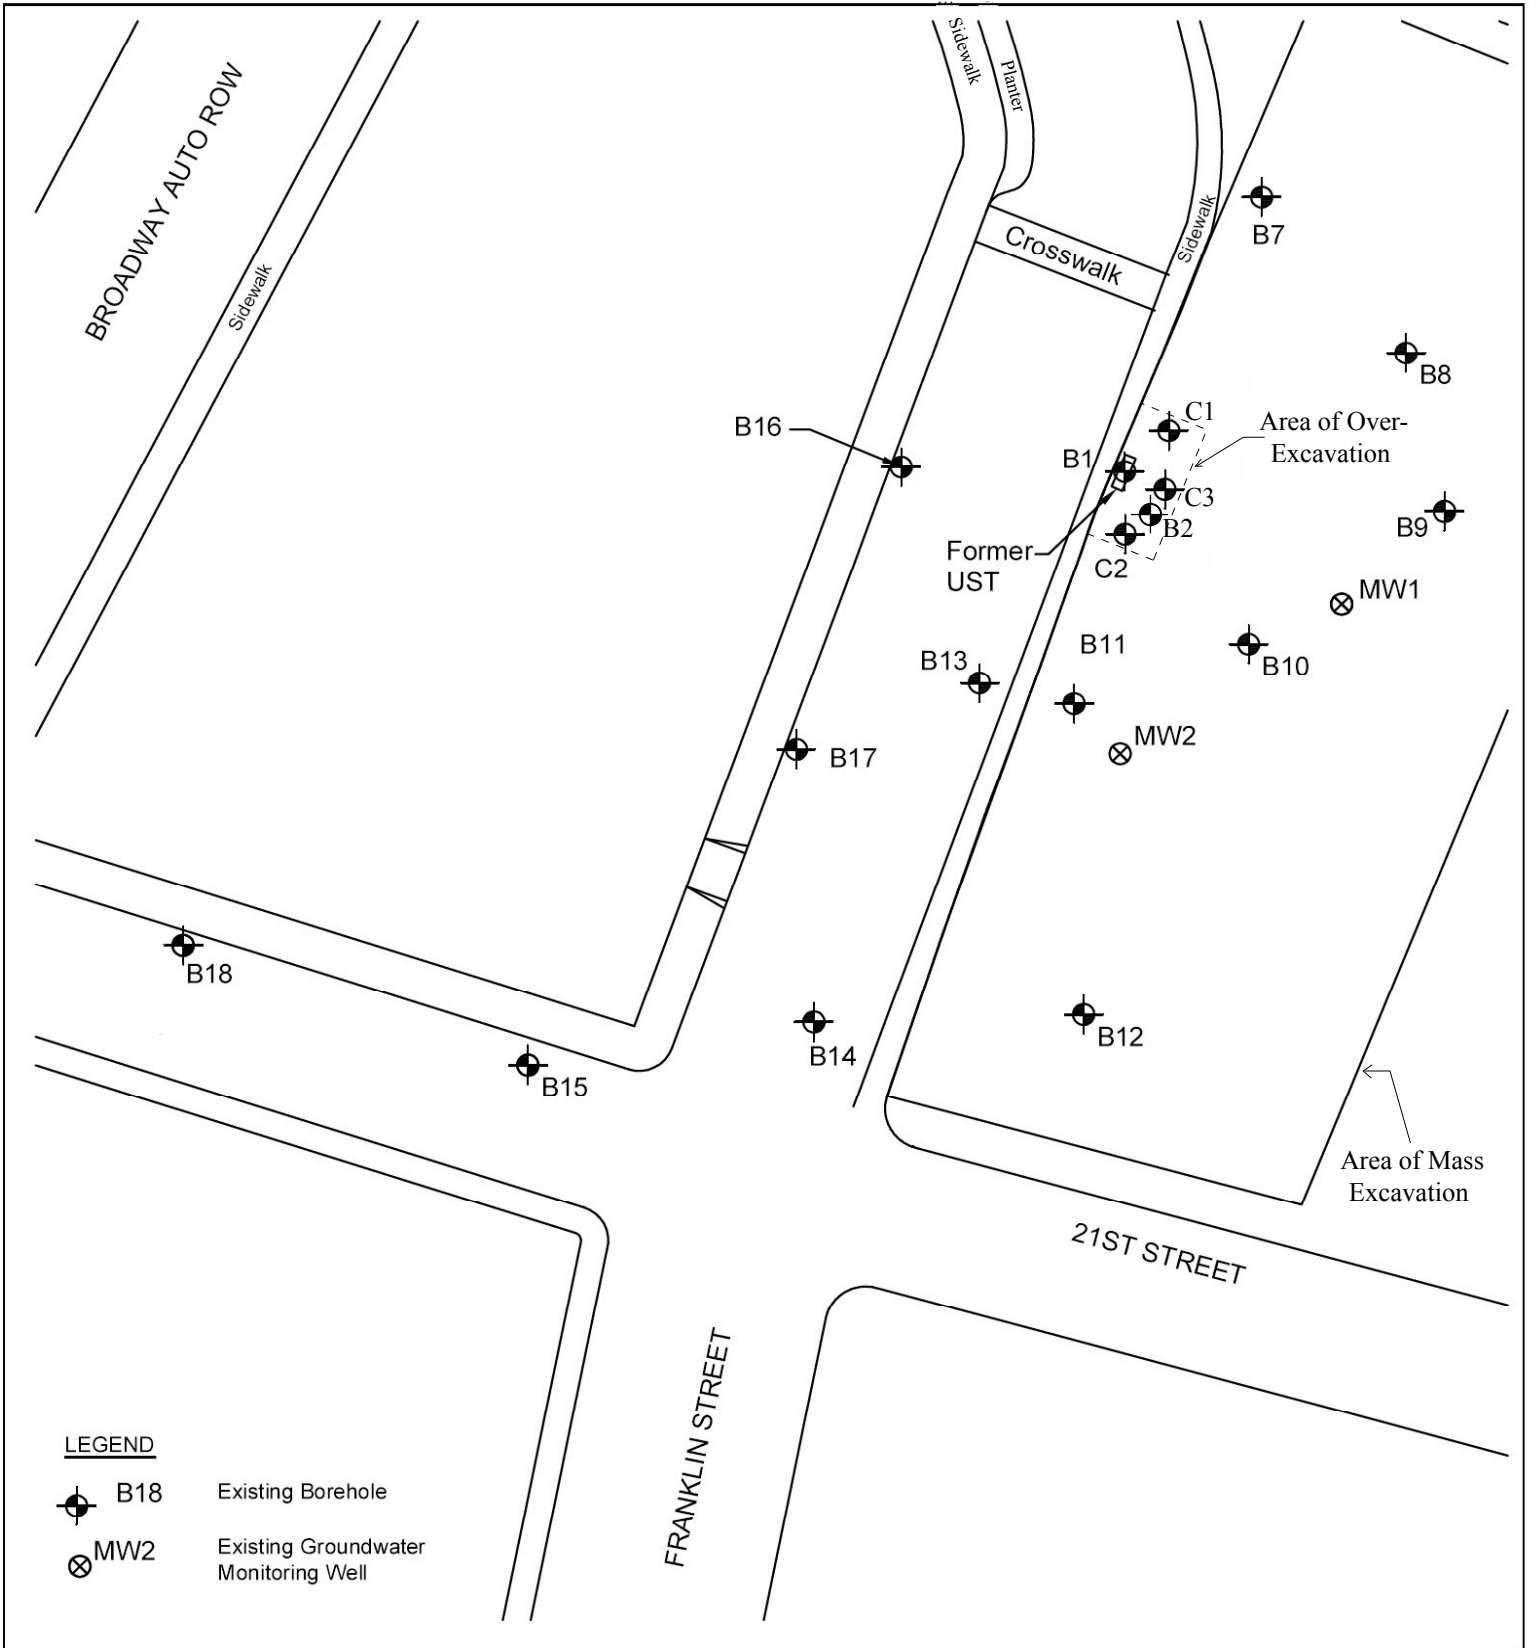 Sidewalk
Planter
BROADWAY AUTO ROW
Sidewalk
Sidewalk
Crosswalk
B7
B8
C1
Area of Over-
Excavation
B16
B1
C3
B2
B9
Former
UST
C2
MW1
B11
B13
B10
MW2
B17
B18
B12
B14
B15
Area of Mass
Excavation
21ST STREET
FRANKLIN STREET
LEGEND
B18 Existing Borehole
MW2 Existing Groundwater
Monitoring Well